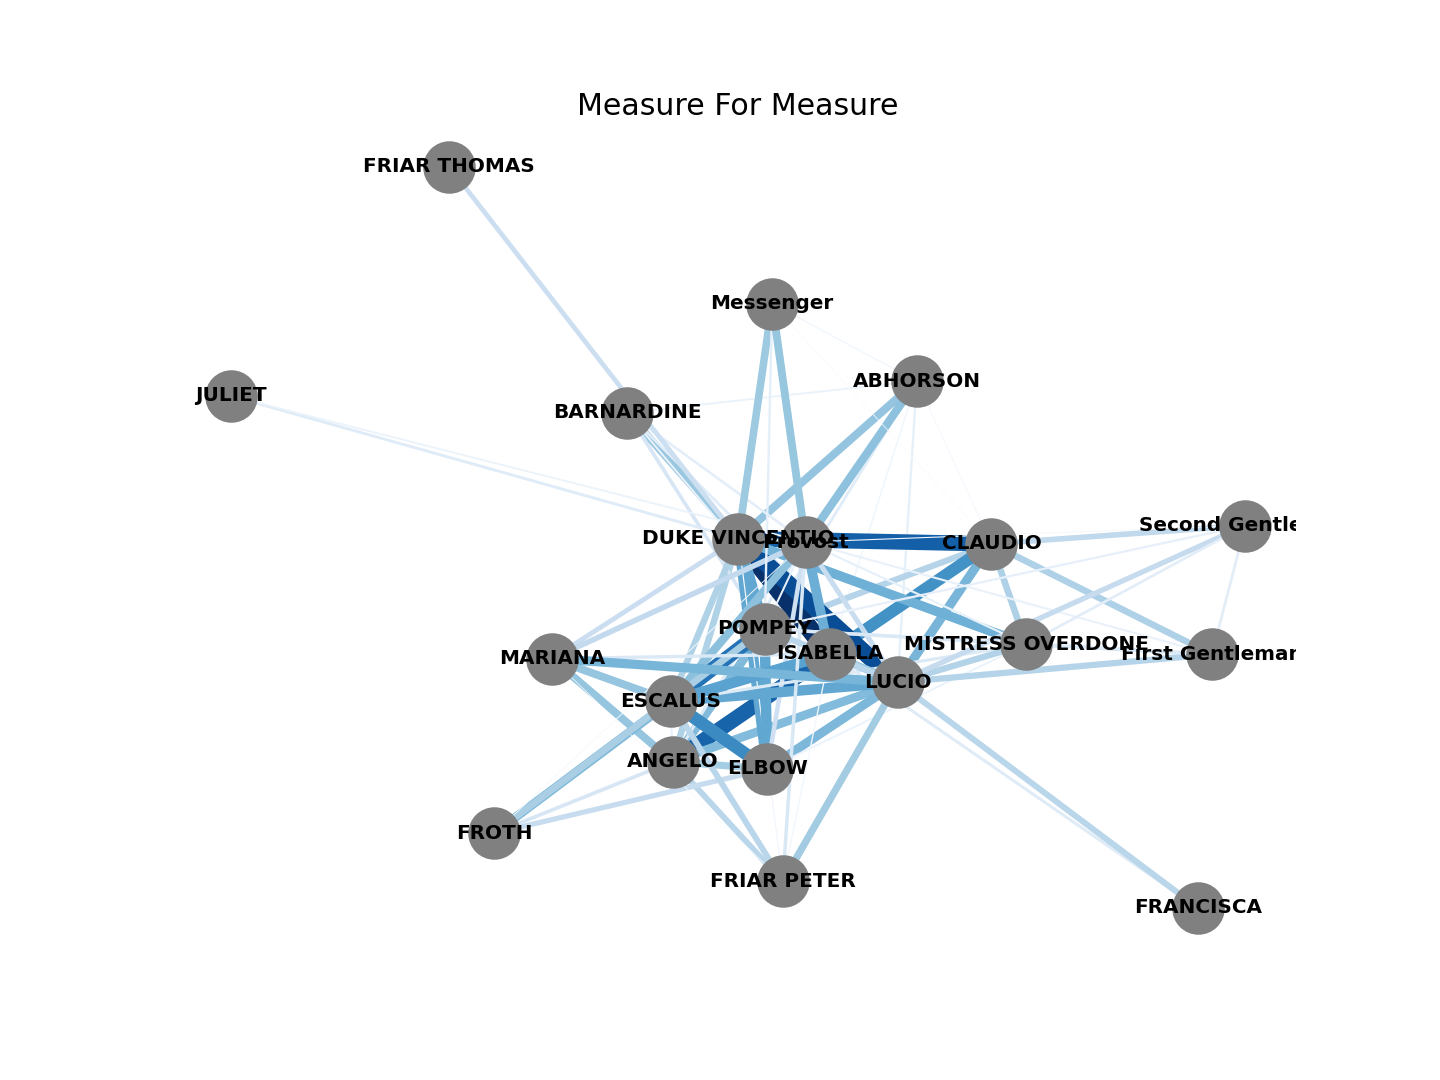 Measure For Measure
FRIAR THOMAS
Messenger
ABHORSON
JULIET
BARNARDINE
Second Gentle
DUKE VINCENTIO
Provost
CLAUDIO
POMPEY
MISTRESS OVERDONE
ISABELLA
First Gentleman
MARIANA
LUCIO
ESCALUS
ANGELO
ELBOW
FROTH
FRIAR PETER
FRANCISCA